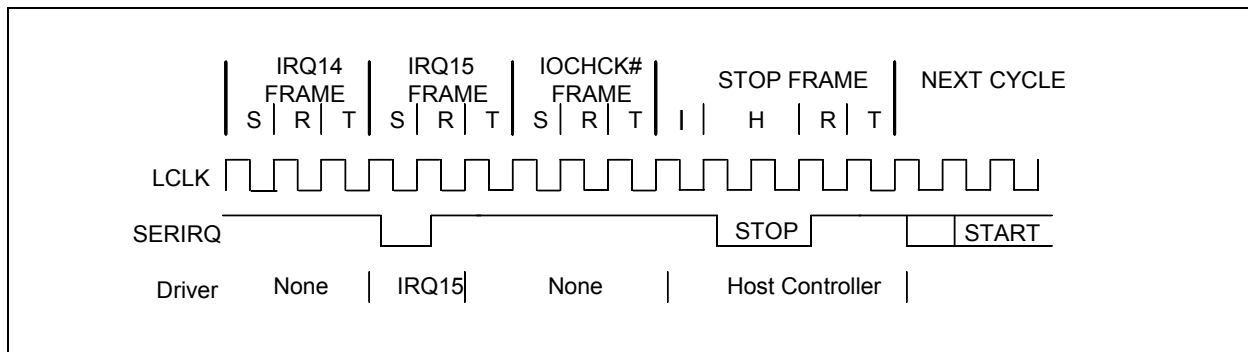 IRQ14 IRQ15 IOCHCK#
FRAME FRAME FRAME STOP FRAME NEXT CYCLE
S R T S R T S R T I H R T
LCLK
SERIRQ STOP START
Driver None IRQ15 None Host Controller